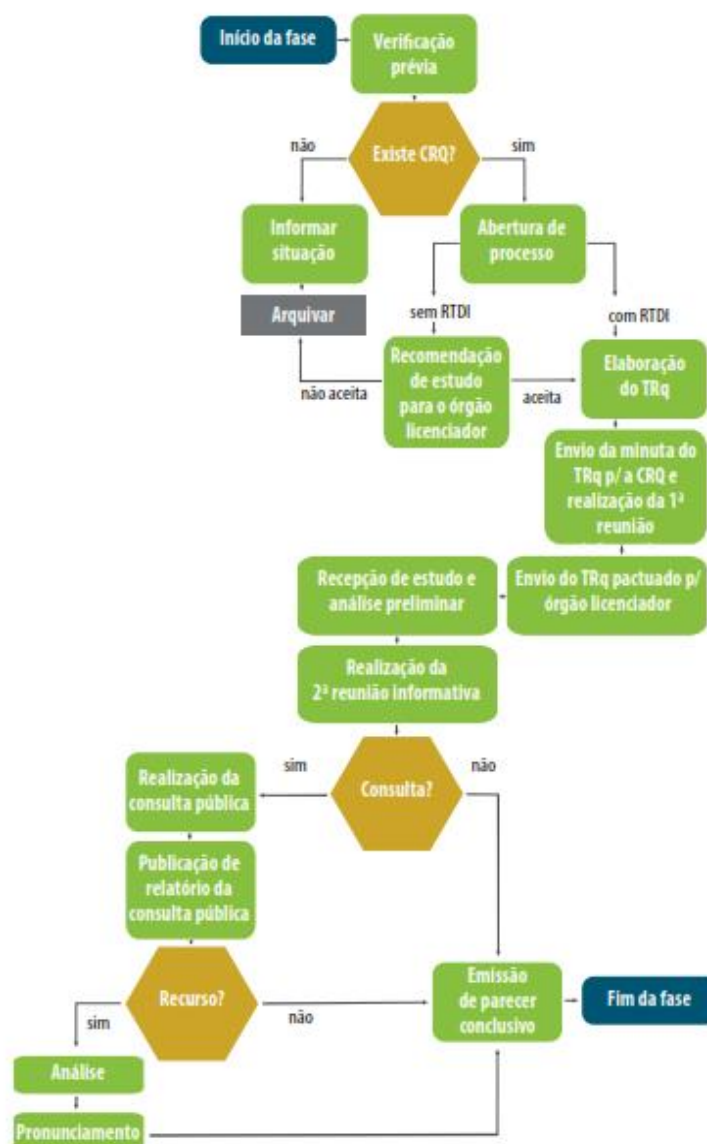 Início da fase
Verificação
prévia
não
Existe CRQ?
sim
Informar
situação
Abertura de
processo
Arquivar
sem RTDI
com RTDI
não aceita
Recomendação
de estudo
para o órgão
licenciador
aceita
Elaboração
do TRq
Envio da minuta do
TRq p/ a CRQ e
realização da 1ª
reunião
Recepção de estudo e
análise preliminar
Envio do TRq pactuado p/
órgão licenciador
Realização da
2ª reunião informativa
sim
Consulta?
não
Realização da
consulta pública
Publicação de
relatório da
consulta pública
Recurso?
sim
não
Emissão
de parecer
conclusivo
Fim da fase
Análise
Pronunciamento